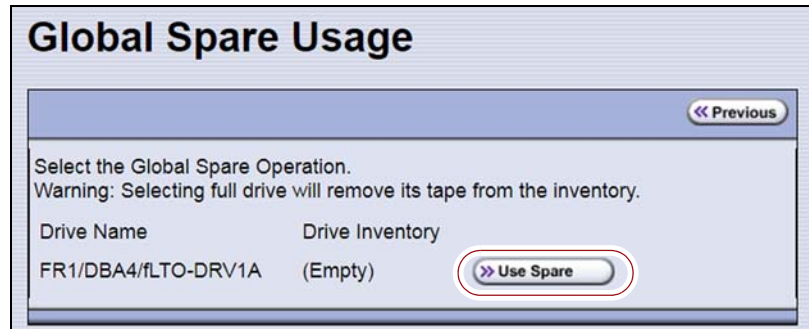 Global Spare Usage
Previous
Select the Global Spare Operation.
Warning: Selecting full drive will remove its tape from the inventory.
Drive Name Drive Inventory
FR1/DBA4/fLTO-DRV1A (Empty) Use Spare